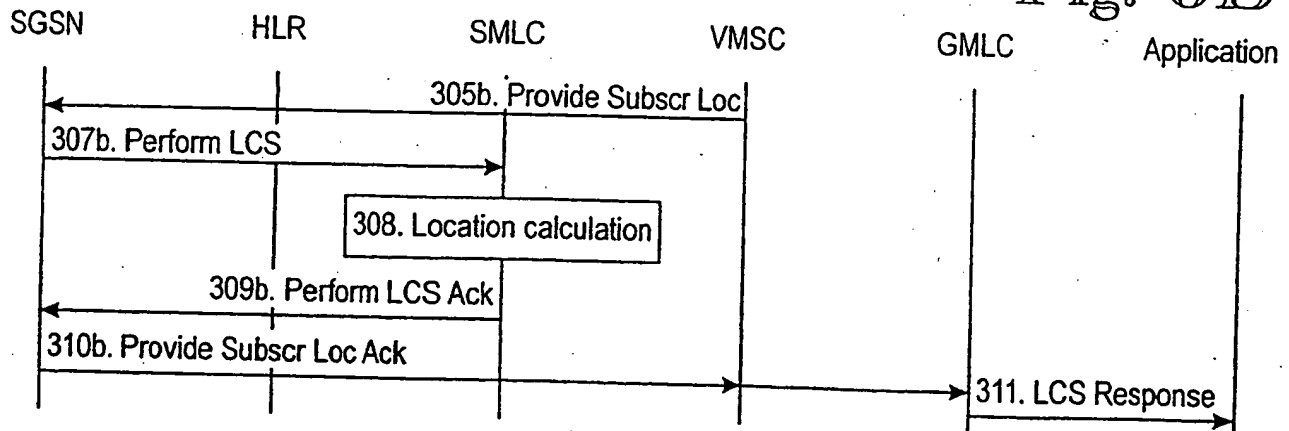 SGSN HLR SMLC VMSC GMLC Application
305b. Provide Subscr Loc
307b. Perform LCS
308. Location calculation
309b. Perform LCS Ack
310b. Provide Subscr Loc Ack
311. LCS Response